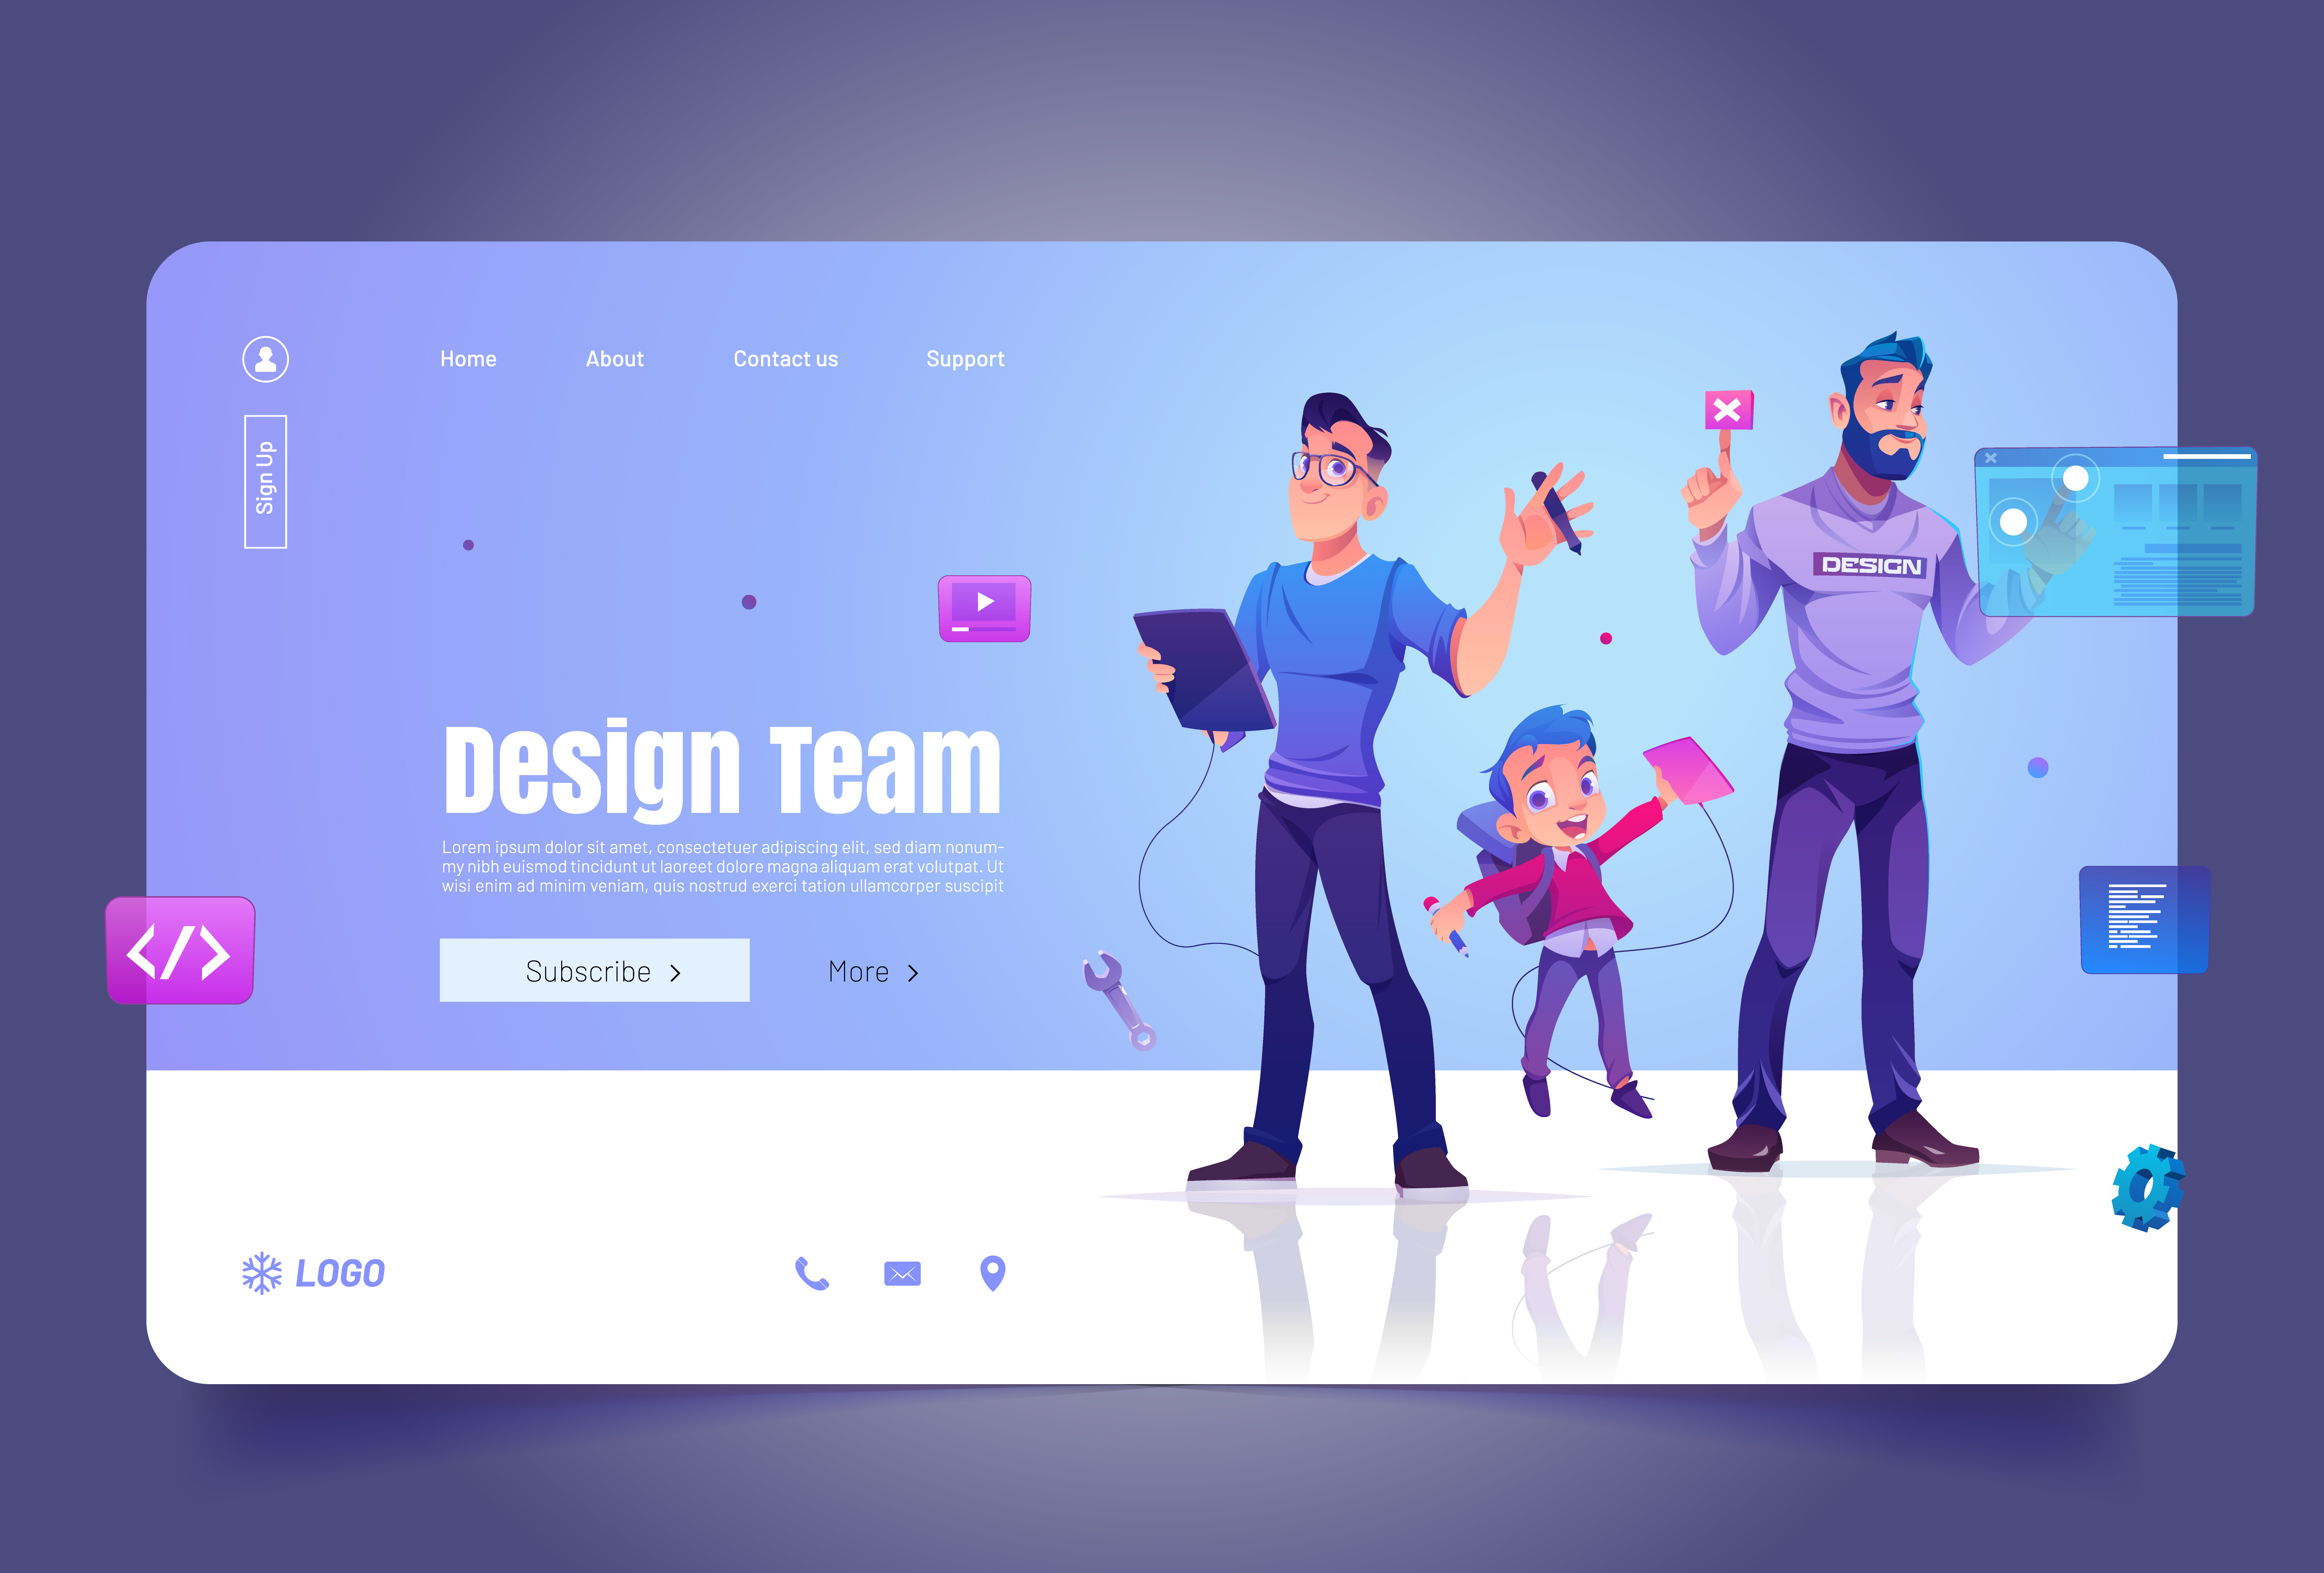 Home About Contact us Support
Sign Up
DESIGN
Design Team
Lorem ipsum dolor sit amet, consectetuer adipiscing elit, sed diam nonum-
my nibh euismod tincidunt ut laoreet dolore magna aliquam erat volutpat. Ut
wisi enim ad minim veniam, quis nostrud exerci tation ullamcorper suscipit
</>
Subscribe > More >
LOGO